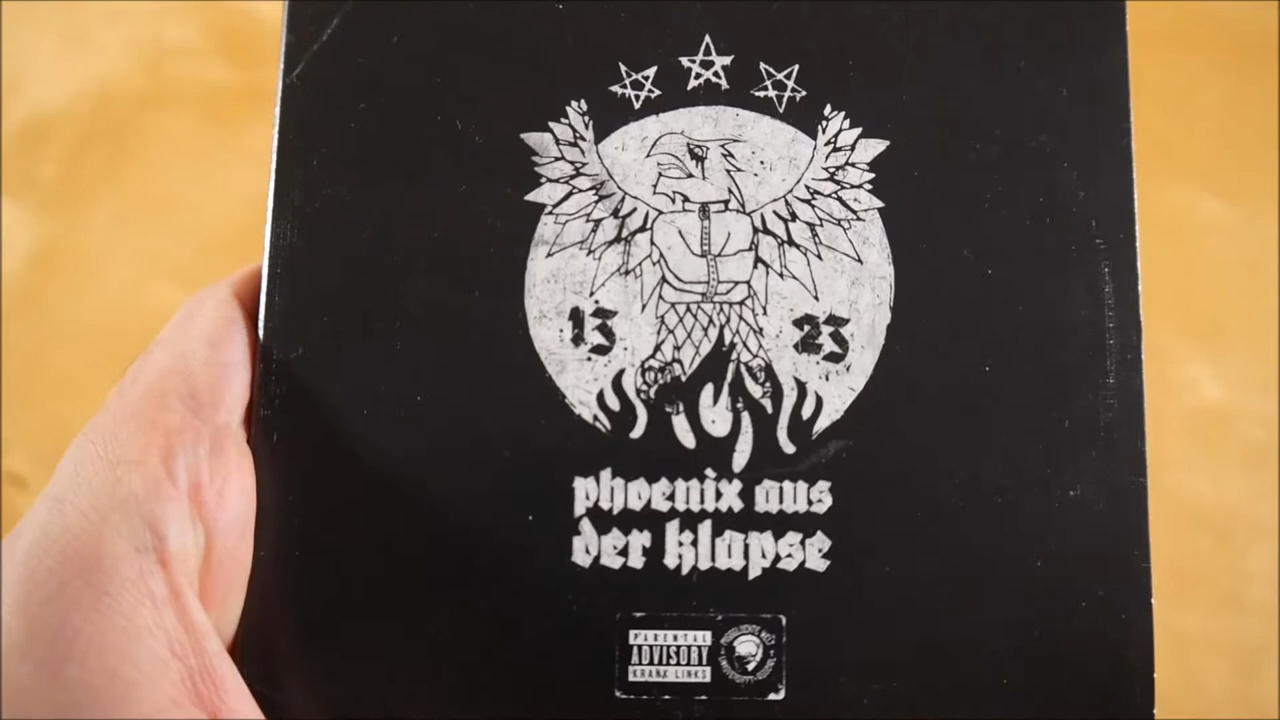 13 23
phoenix aus
der klapse
PARENTAL
ADVISORY
KRANK LINKS